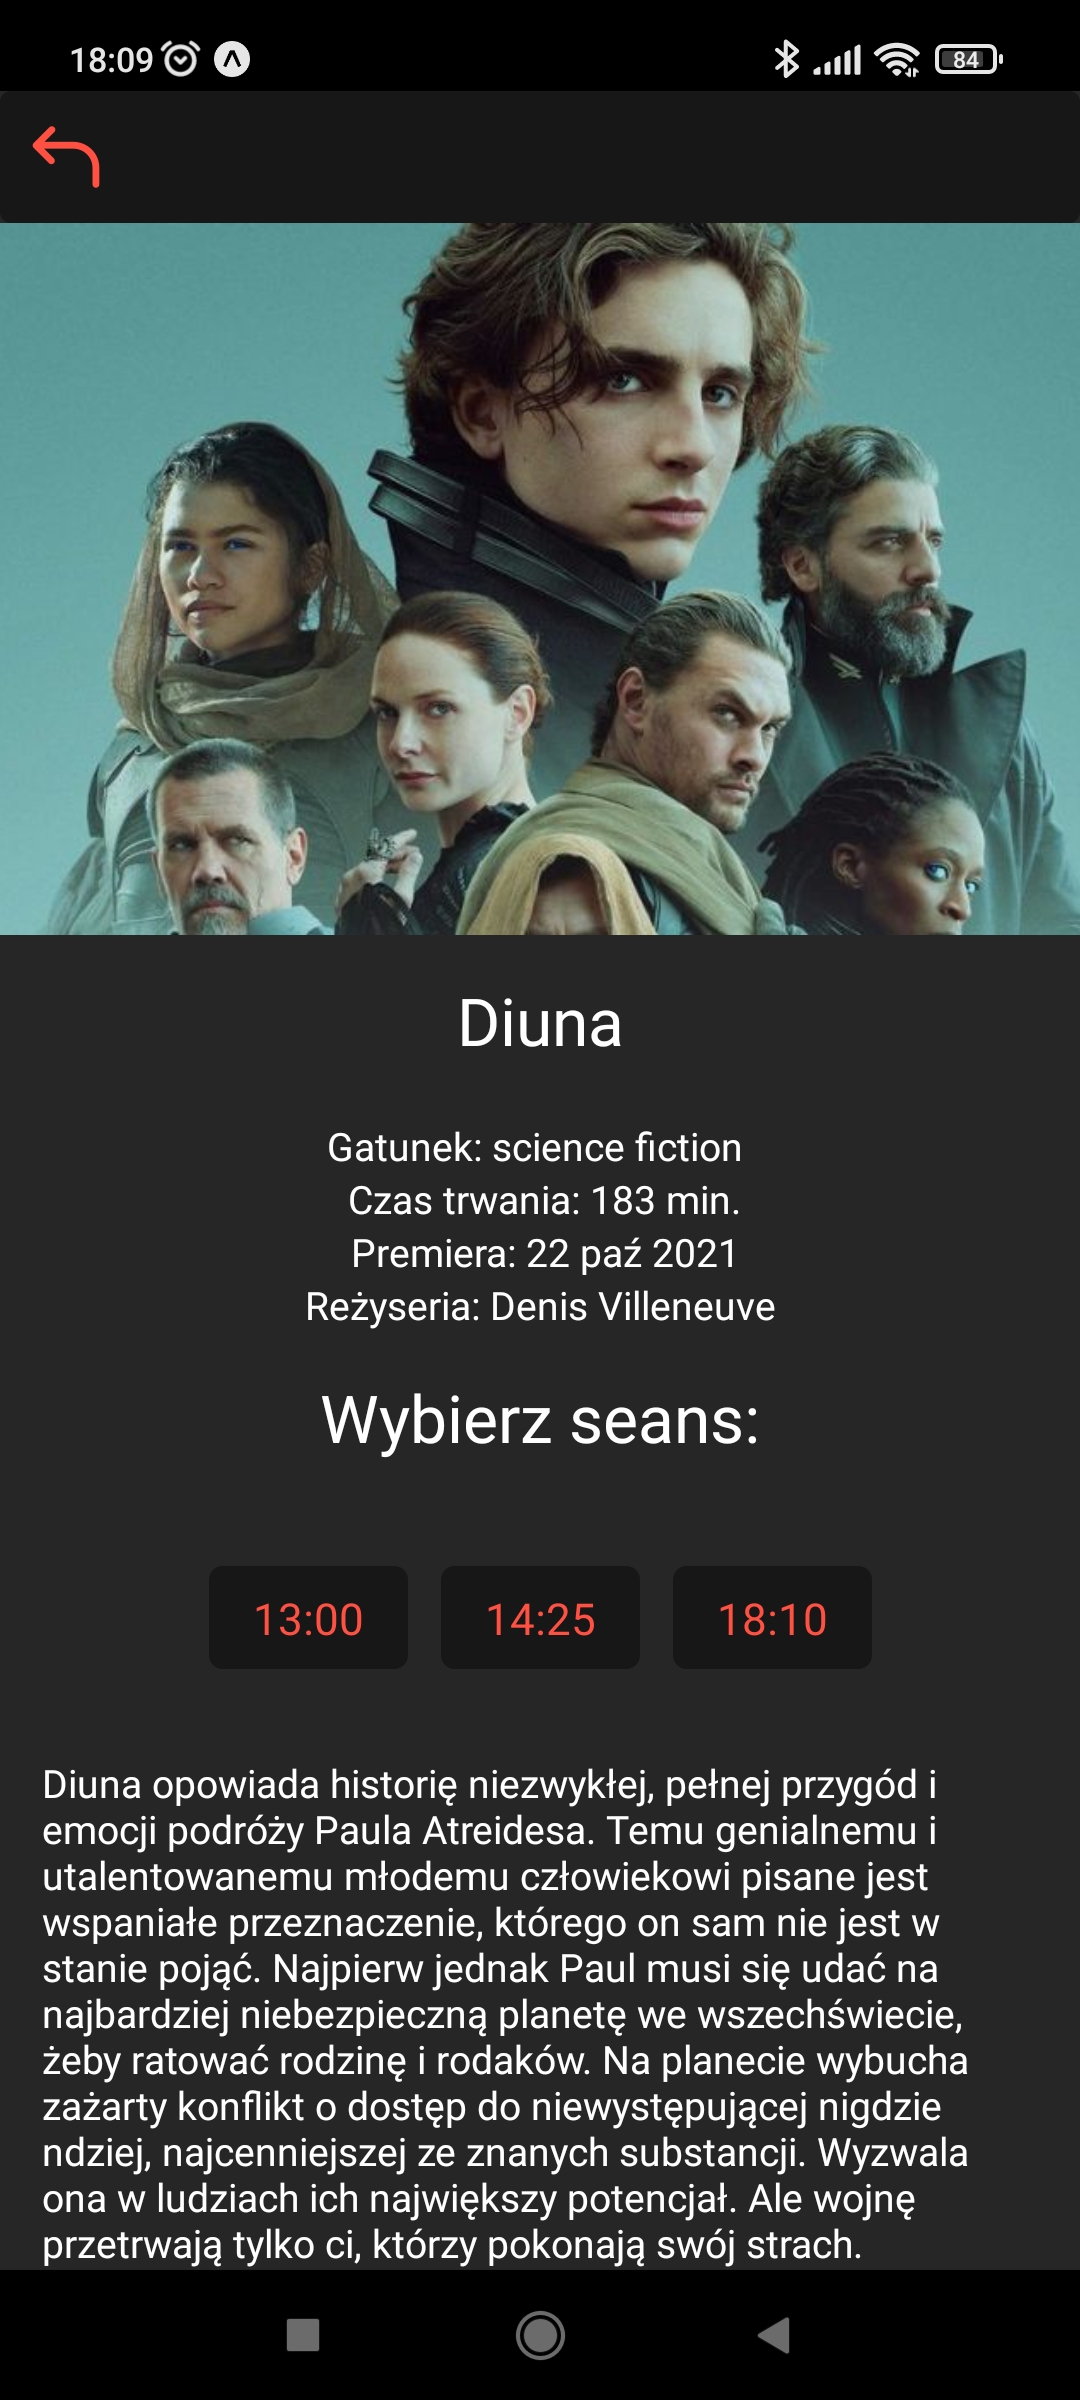 18:09
84
Diuna
Gatunek: science fiction
Czas trwania: 183 min.
Premiera: 22 paź 2021
Reżyseria: Denis Villeneuve
Wybierz seans:
13:00 14:25 18:10
Diuna opowiada historię niezwykłej, pełnej przygód i
emocji podróży Paula Atreidesa. Temu genialnemu i
utalentowanemu młodemu człowiekowi pisane jest
wspaniałe przeznaczenie, którego on sam nie jest w
stanie pojąć. Najpierw jednak Paul musi się udać na
najbardziej niebezpieczną planetę we wszechświecie,
żeby ratować rodzinę i rodaków. Na planecie wybucha
zażarty konflikt o dostęp do niewystępującej nigdzie
ndziej, najcenniejszej ze znanych substancji. Wyzwala
ona w ludziach ich największy potencjał. Ale wojnę
przetrwają tylko ci, którzy pokonają swój strach.